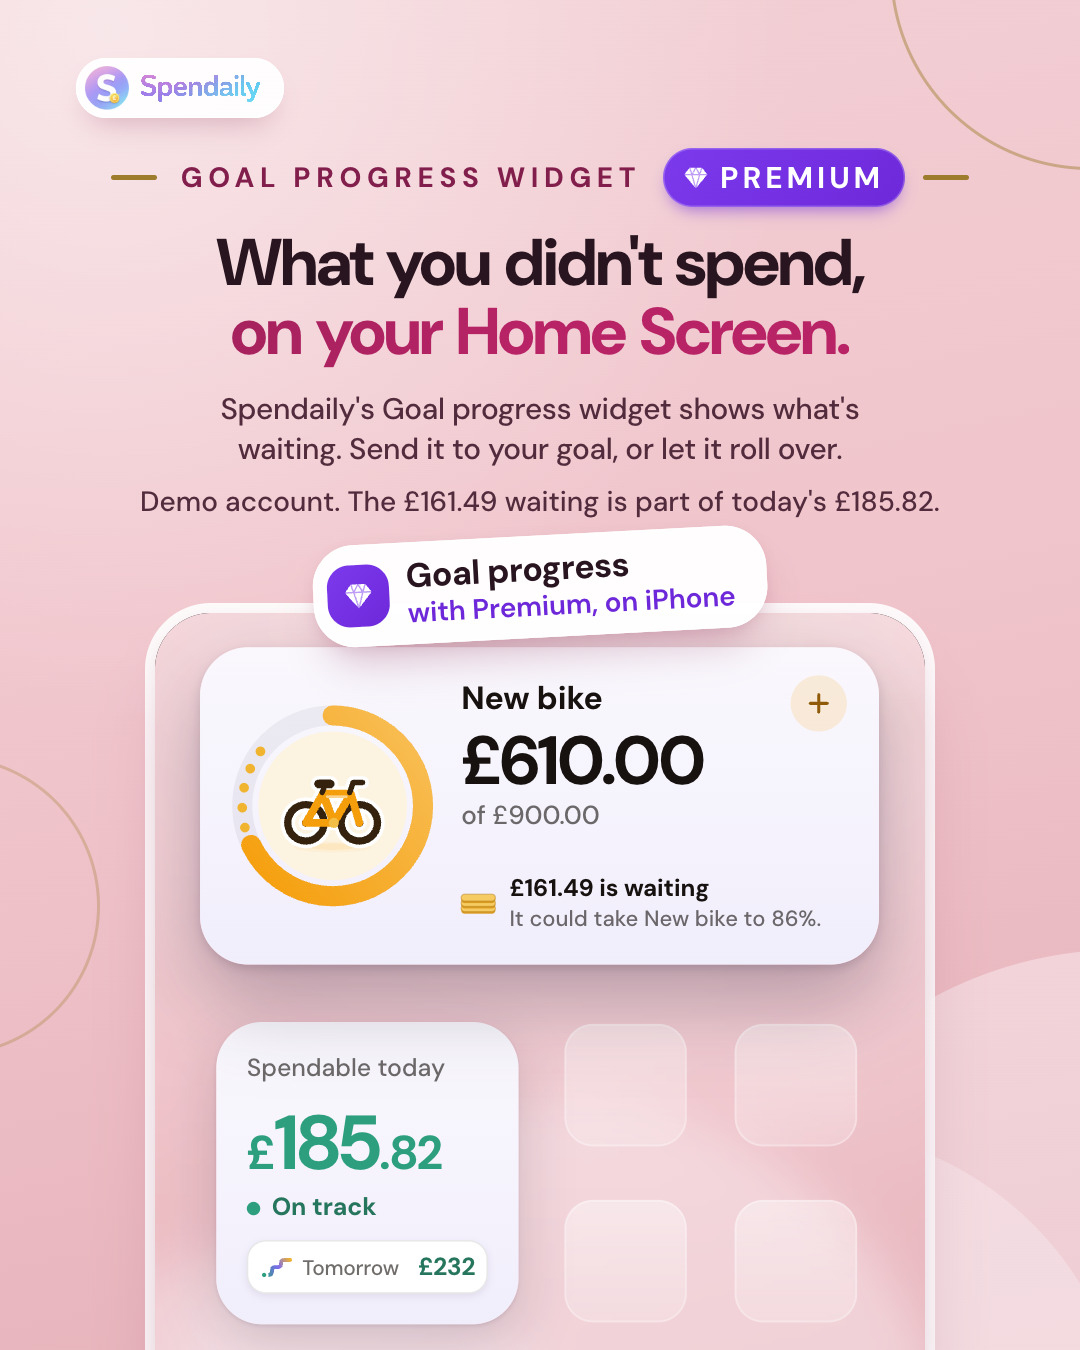 Spendaily
GOAL PROGRESS WIDGET PREMIUM
What you didn't spend,
on your Home Screen.
Spendaily's Goal progress widget shows what's
waiting. Send it to your goal, or let it roll over.
Demo account. The £161.49 waiting is part of today's £185.82.
Goal progress
with Premium, on iPhone
New bike
£610.00
of £900.00
£161.49 is waiting
It could take New bike to 86%.
Spendable today
£185.82
On track
Tomorrow £232